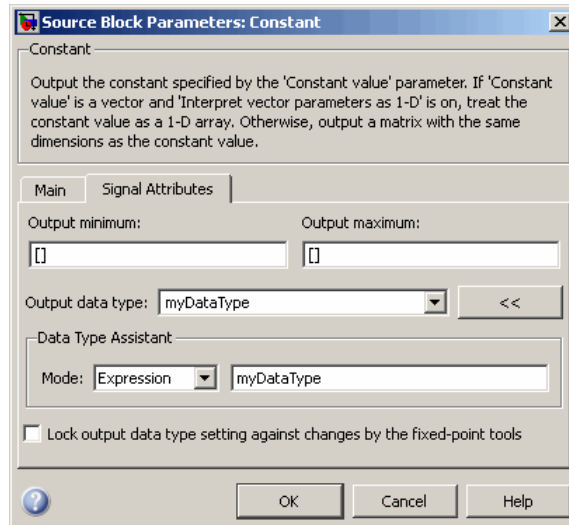 Source Block Parameters: Constant
Constant
Output the constant specified by the 'Constant value' parameter. If 'Constant
value' is a vector and 'Interpret vector parameters as 1-D' is on, treat the
constant value as a 1-D array. Otherwise, output a matrix with the same
dimensions as the constant value.
Main Signal Attributes
Output minimum: Output maximum:
[] []
Output data type: myDataType <<
Data Type Assistant
Mode: Expression myDataType
Lock output data type setting against changes by the fixed-point tools
? OK Cancel Help